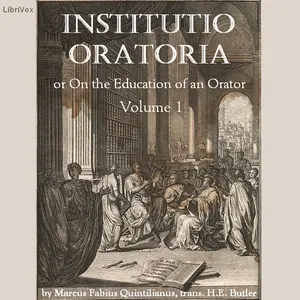 LibriVox
INSTITUTIO
ORATORIA
or On the Education of an Orator
Volume 1
by Marcus Fabius Quintilianus, trans. H.E. Butler